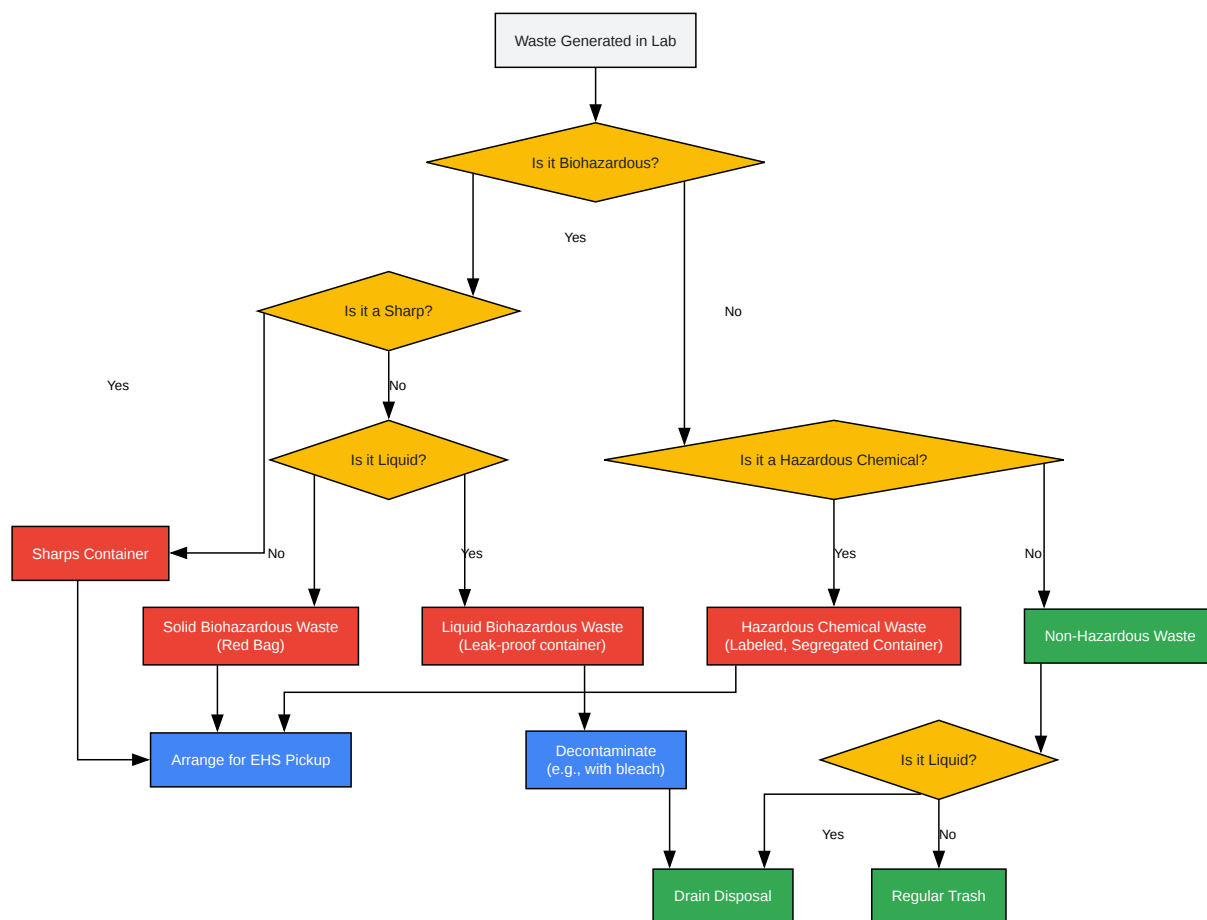 Waste Generated in Lab
Is it Biohazardous?
Yes
Is it a Sharp?
No
Yes
No
Is it Liquid?
Is it a Hazardous Chemical?
Sharps Container
No
Yes
Yes
No
Solid Biohazardous Waste
(Red Bag)
Liquid Biohazardous Waste
(Leak-proof container)
Hazardous Chemical Waste
(Labeled, Segregated Container)
Non-Hazardous Waste
Arrange for EHS Pickup
Decontaminate
(e.g., with bleach)
Is it Liquid?
Yes
No
Drain Disposal
Regular Trash